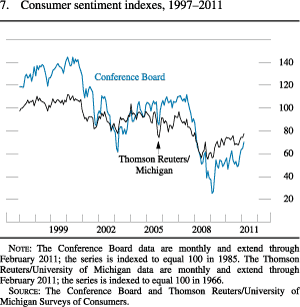 7. Consumer sentiment indexes, 1997–2011
140
Conference Board
120
100
80
60
Thomson Reuters/
Michigan
40
20
1999 2002 2005 2008 2011
NOTE: The Conference Board data are monthly and extend through
February 2011; the series is indexed to equal 100 in 1985. The Thomson
Reuters/University of Michigan data are monthly and extend through
February 2011; the series is indexed to equal 100 in 1966.
SOURCE: The Conference Board and Thomson Reuters/University of
Michigan Surveys of Consumers.